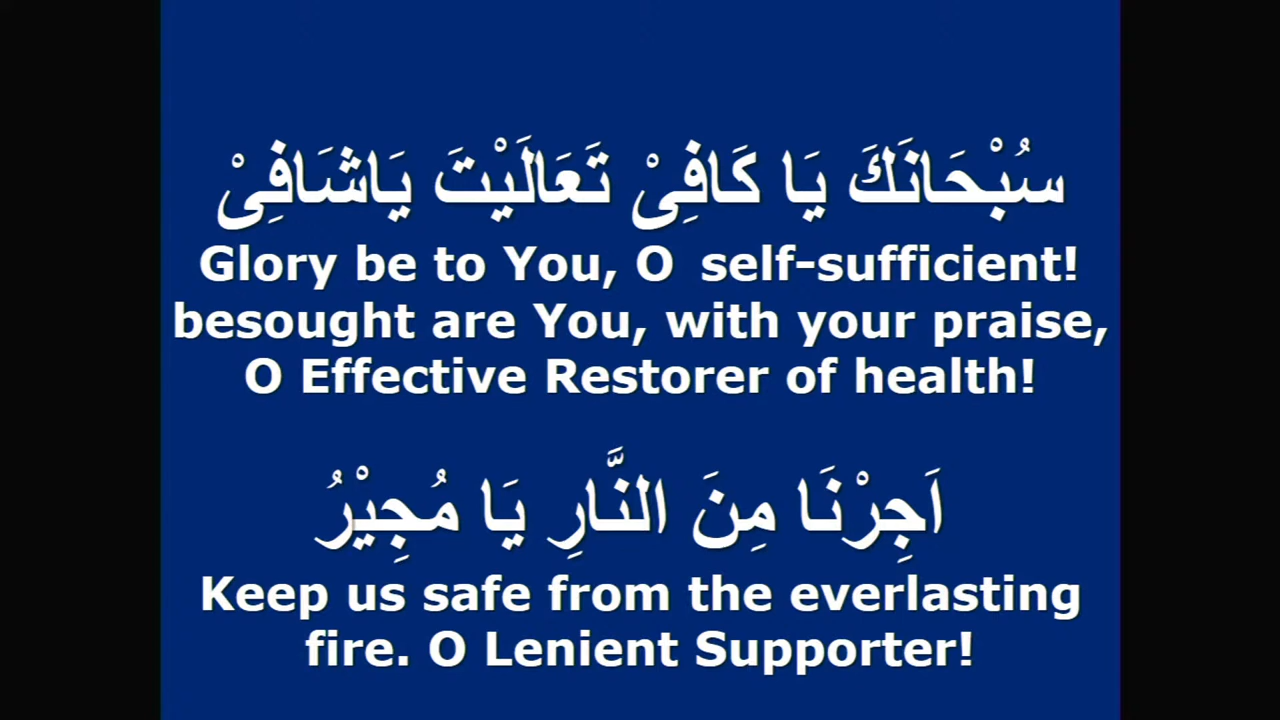 سُبْحَانَكَ يَا كَافِىْ تَعَالَيْتَ يَاشَافِىْ
Glory be to You, O self-sufficient!
besought are You, with your praise,
O Effective Restorer of health!
اَجِرْنَا مِنَ النَّارِ يَا مُجِيْرُ
Keep us safe from the everlasting
fire. O Lenient Supporter!